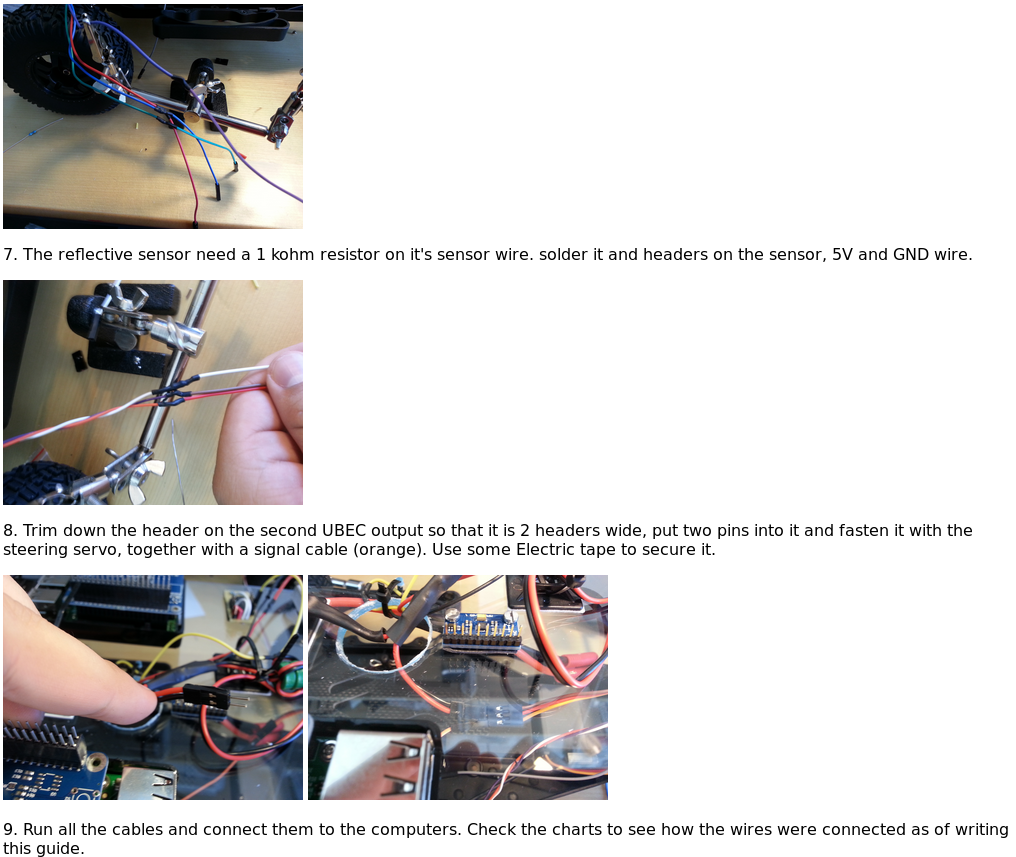 7. The reflective sensor need a 1 kohm resistor on it's sensor wire. solder it and headers on the sensor, 5V and GND wire.
8. Trim down the header on the second UBEC output so that it is 2 headers wide, put two pins into it and fasten it with the
steering servo, together with a signal cable (orange). Use some Electric tape to secure it.
9. Run all the cables and connect them to the computers. Check the charts to see how the wires were connected as of writing
this guide.